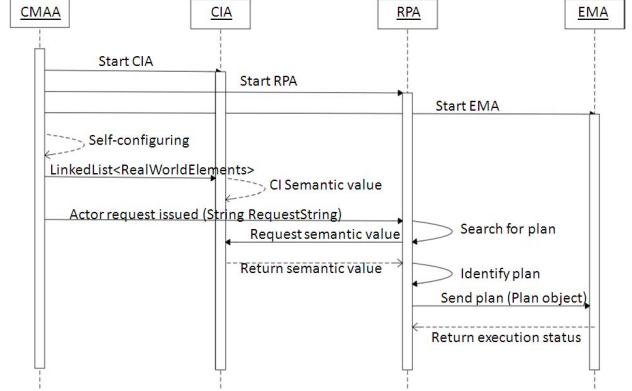 CMAA
CIA
RPA
EMA
Start CIA
Start RPA
Start EMA
Self-configuring
LinkedList<RealWorldElements>
CI Semantic value
Actor request issued (String RequestString)
Search for plan
Request semantic value
Return semantic value
Identify plan
Send plan (Plan object)
Return execution status